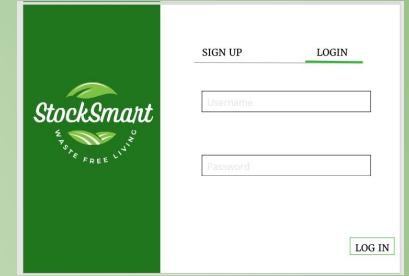 StockSmart
WASTE FREE LIVING
SIGN UP
LOGIN
Username
Password
LOG IN